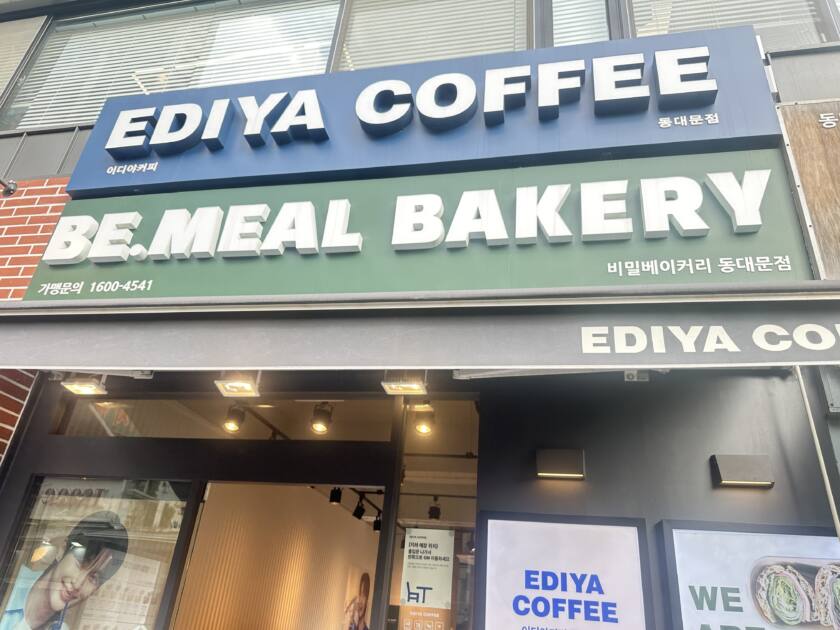 EDIYA COFFEE
이디야커피 동대문점
BE.MEAL BAKERY
가맹문의 1600-4541 비밀베이커리 동대문점
동
EDIYA CO
EDIYA
COFFEE
WE